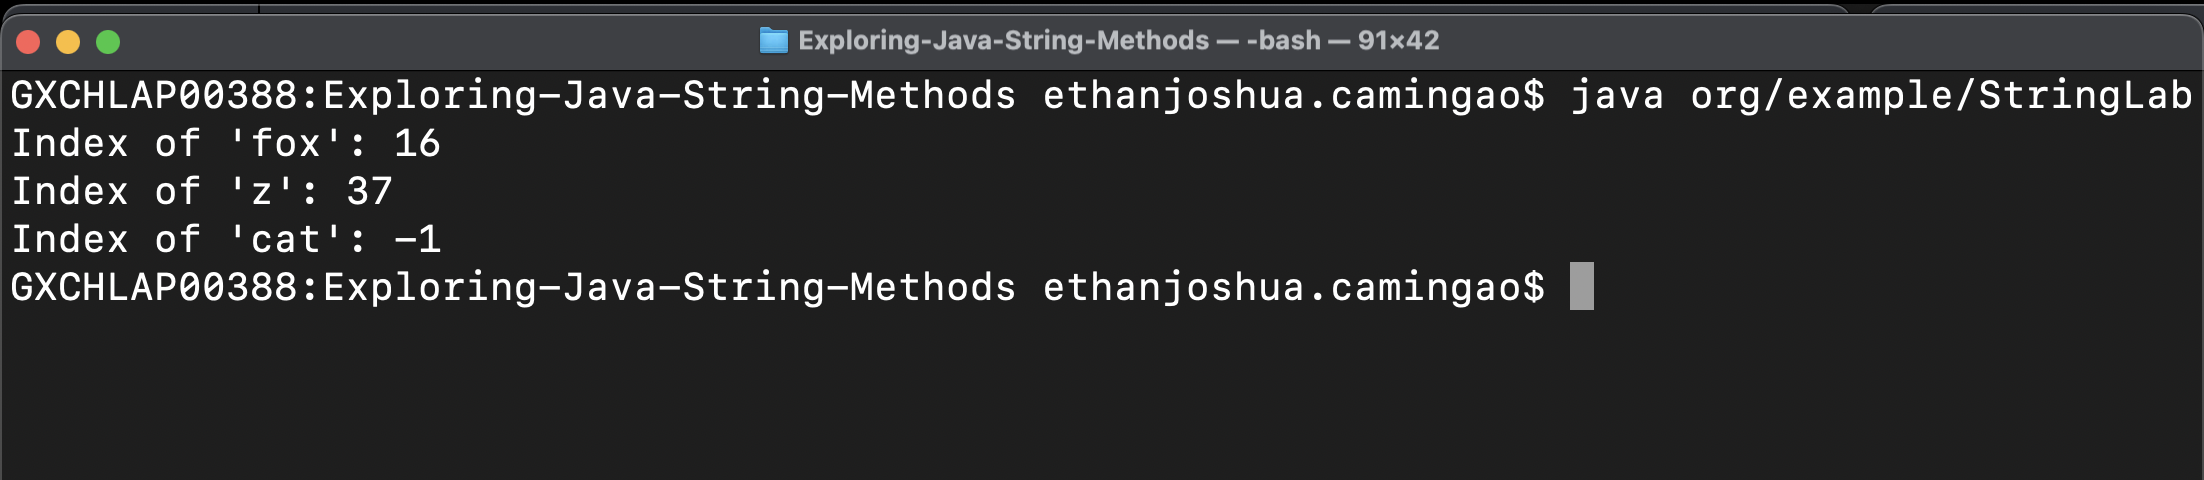 Exploring-Java-String-Methods — -bash — 91×42
GXCHLAP00388:Exploring-Java-String-Methods ethanjoshua.camingao$ java org/example/StringLab
Index of 'fox': 16
Index of 'z': 37
Index of 'cat': -1
GXCHLAP00388:Exploring-Java-String-Methods ethanjoshua.camingao$